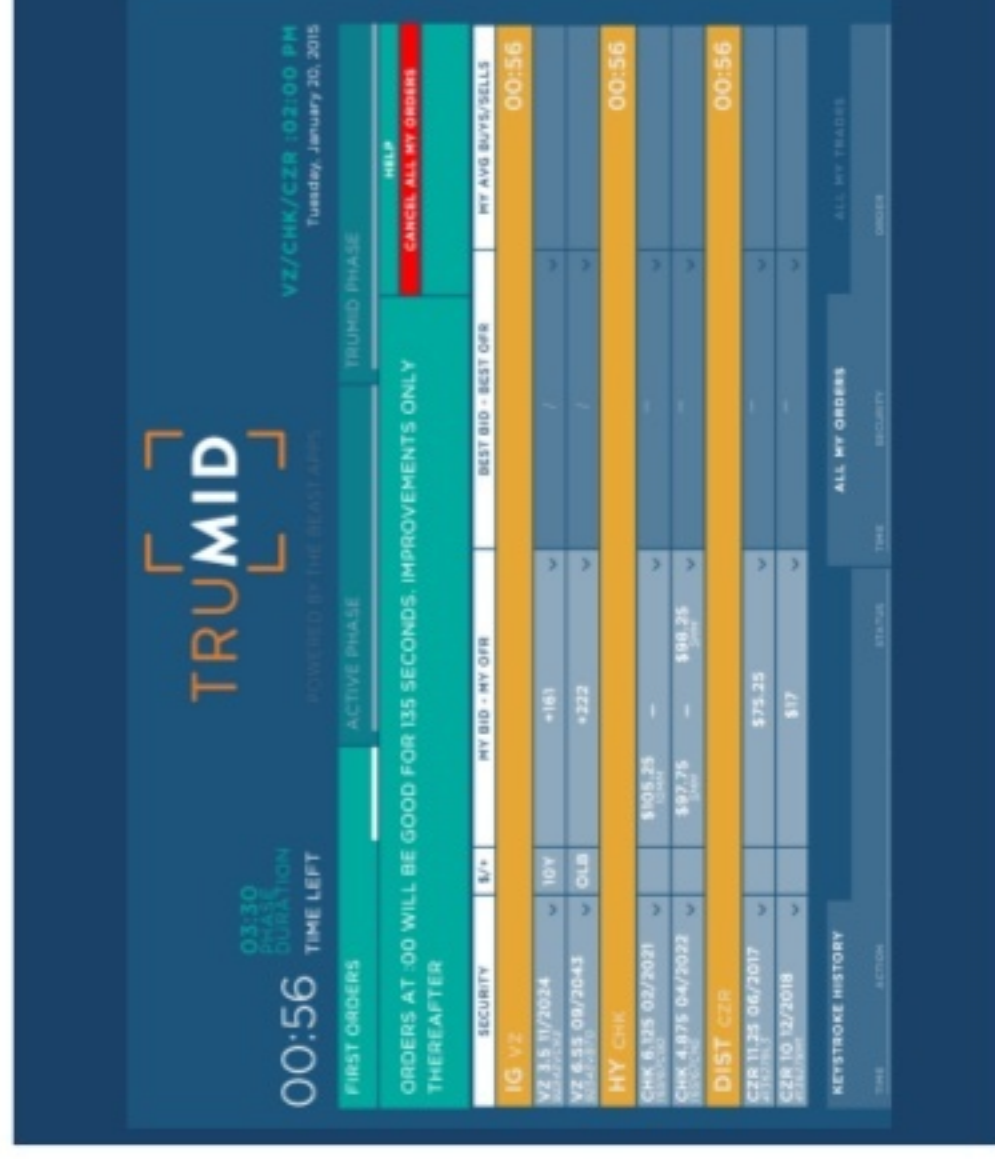 TRUMID
POWERED BY THE BEAST APPS
03:30
PHASE
DURATION
00:56 TIME LEFT
VZ/CHK/CZR :02:00 PM
Tuesday, January 20, 2015
FIRST ORDERS ACTIVE PHASE TRUMID PHASE
ORDERS AT :00 WILL BE GOOD FOR 135 SECONDS. IMPROVEMENTS ONLY
THEREAFTER
HELP
CANCEL ALL MY ORDERS
SECURITY $/+ MY BID - MY OFR BEST BID - BEST OFR MY AVG BUYS/SELLS
IG VZ 00:56
VZ 3.5 11/2024 10Y +161 /
VZ 6.55 09/2043 OLB +222 /
HY CHK 00:56
CHK 6.125 02/2021 $105.25 — —
CHK 4.875 04/2022 $97.75 — $98.25 —
DIST CZR 00:56
CZR 11.25 06/2017 $75.25 —
CZR 10 12/2018 $17 —
KEYSTROKE HISTORY ALL MY ORDERS ALL MY TRADES
TIME ACTION STATUS TIME SECURITY ORDER